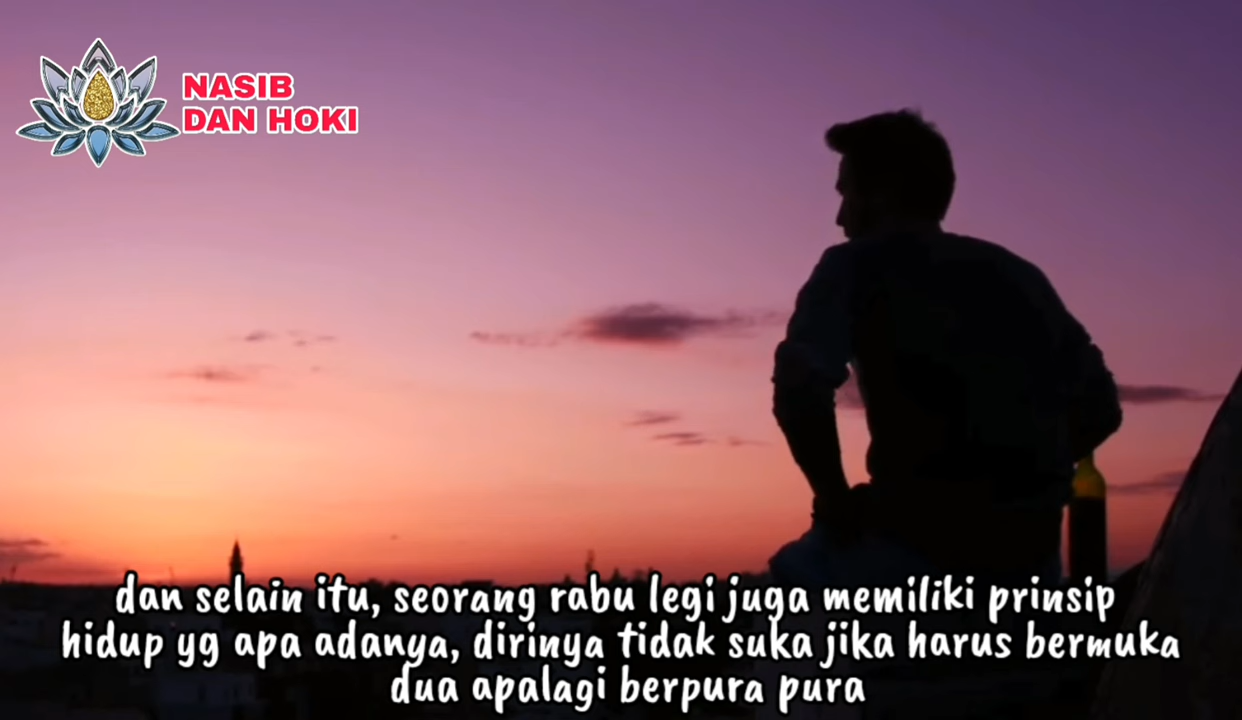 NASIB
DAN HOKI
dan selain itu, seorang rabu legi juga memiliki prinsip
hidup yg apa adanya, dirinya tidak suka jika harus bermuka
dua apalagi berpura pura